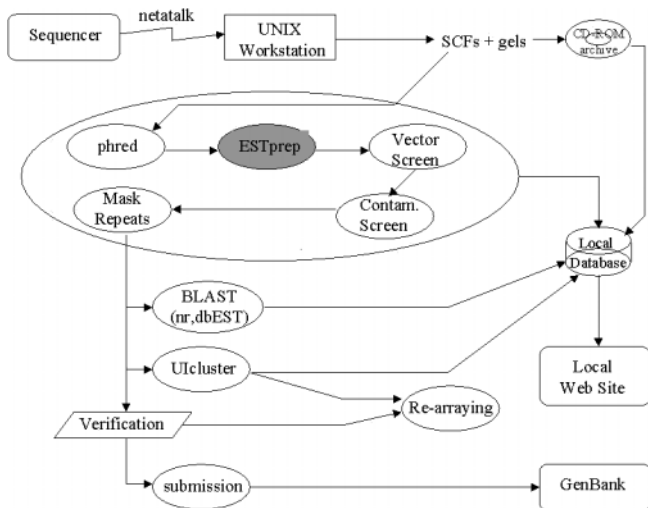 netatalk
Sequencer
UNIX
Workstation
SCFs + gels
CD-ROM
archive
phred
ESTprep
Vector
Screen
Mask
Repeats
Contam.
Screen
Local
Database
BLAST
(nr,dbEST)
UIcluster
Local
Web Site
Re-arraying
Verification
submission
GenBank